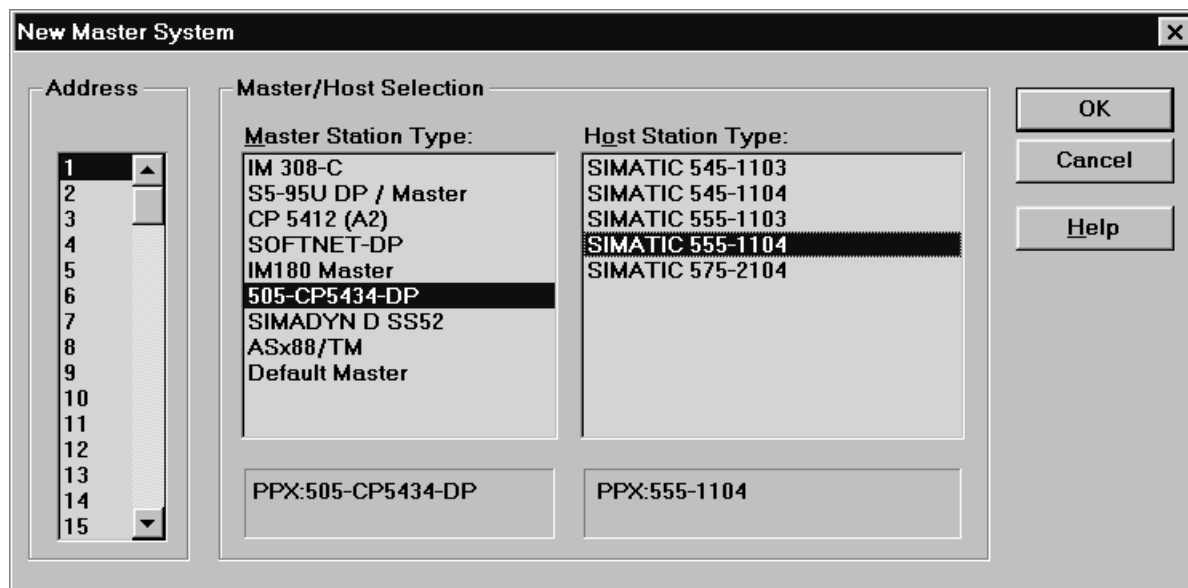 New Master System
Address
1
2
3
4
5
6
7
8
9
10
11
12
13
14
15
Master/Host Selection
Master Station Type:
IM 308-C
S5-95U DP / Master
CP 5412 (A2)
SOFTNET-DP
IM180 Master
505-CP5434-DP
SIMADYN D SS52
ASx88/TM
Default Master
PPX:505-CP5434-DP
Host Station Type:
SIMATIC 545-1103
SIMATIC 545-1104
SIMATIC 555-1103
SIMATIC 555-1104
SIMATIC 575-2104
PPX:555-1104
OK
Cancel
Help